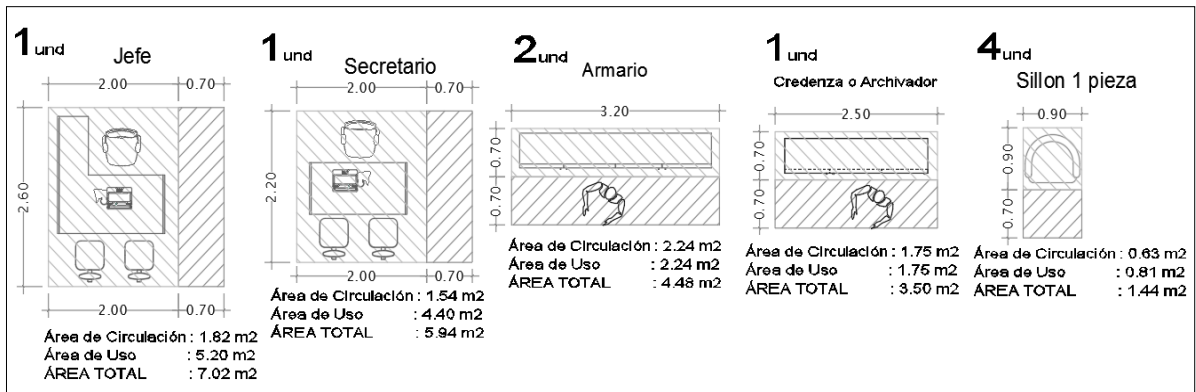 1 und
Jefe
2.00 0.70
2.60
2.00 0.70
Área de Circulación : 1.82 m2
Área de Uso : 5.20 m2
ÁREA TOTAL : 7.02 m2
1 und
Secretario
2.00 0.70
2.20
2.00 0.70
Área de Circulación : 1.54 m2
Área de Uso : 4.40 m2
ÁREA TOTAL : 5.94 m2
2 und
Armario
3.20
0.70
0.70
Área de Circulación : 2.24 m2
Área de Uso : 2.24 m2
ÁREA TOTAL : 4.48 m2
1 und
Credenza o Archivador
2.50
0.70
0.70
Área de Circulación : 1.75 m2
Área de Uso : 1.75 m2
ÁREA TOTAL : 3.50 m2
4 und
Sillon 1 pieza
0.90
0.90
0.70
Área de Circulación : 0.63 m2
Área de Uso : 0.81 m2
ÁREA TOTAL : 1.44 m2